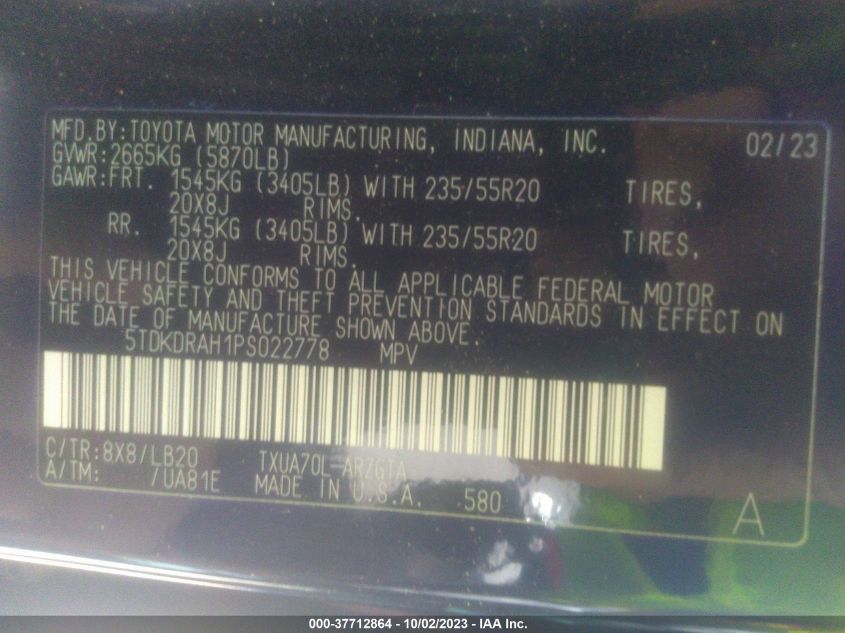 MFD.BY:TOYOTA MOTOR MANUFACTURING, INDIANA, INC. 02/23
GVWR:2665KG (5870LB)
GAWR:FRT. 1545KG (3405LB) WITH 235/55R20 TIRES,
20X8J RIMS.
RR. 1545KG (3405LB) WITH 235/55R20 TIRES,
20X8J RIMS.
THIS VEHICLE CONFORMS TO ALL APPLICABLE FEDERAL MOTOR
VEHICLE SAFETY AND THEFT PREVENTION STANDARDS IN EFFECT ON
THE DATE OF MANUFACTURE SHOWN ABOVE.
5TDKDRAH1PS022778 MPV
C/TR:8X8/LB20 TXUA70L-ARZGTA
A/TM: /UA81E MADE IN U.S.A. 580
A
000-37712864 - 10/02/2023 - IAA Inc.